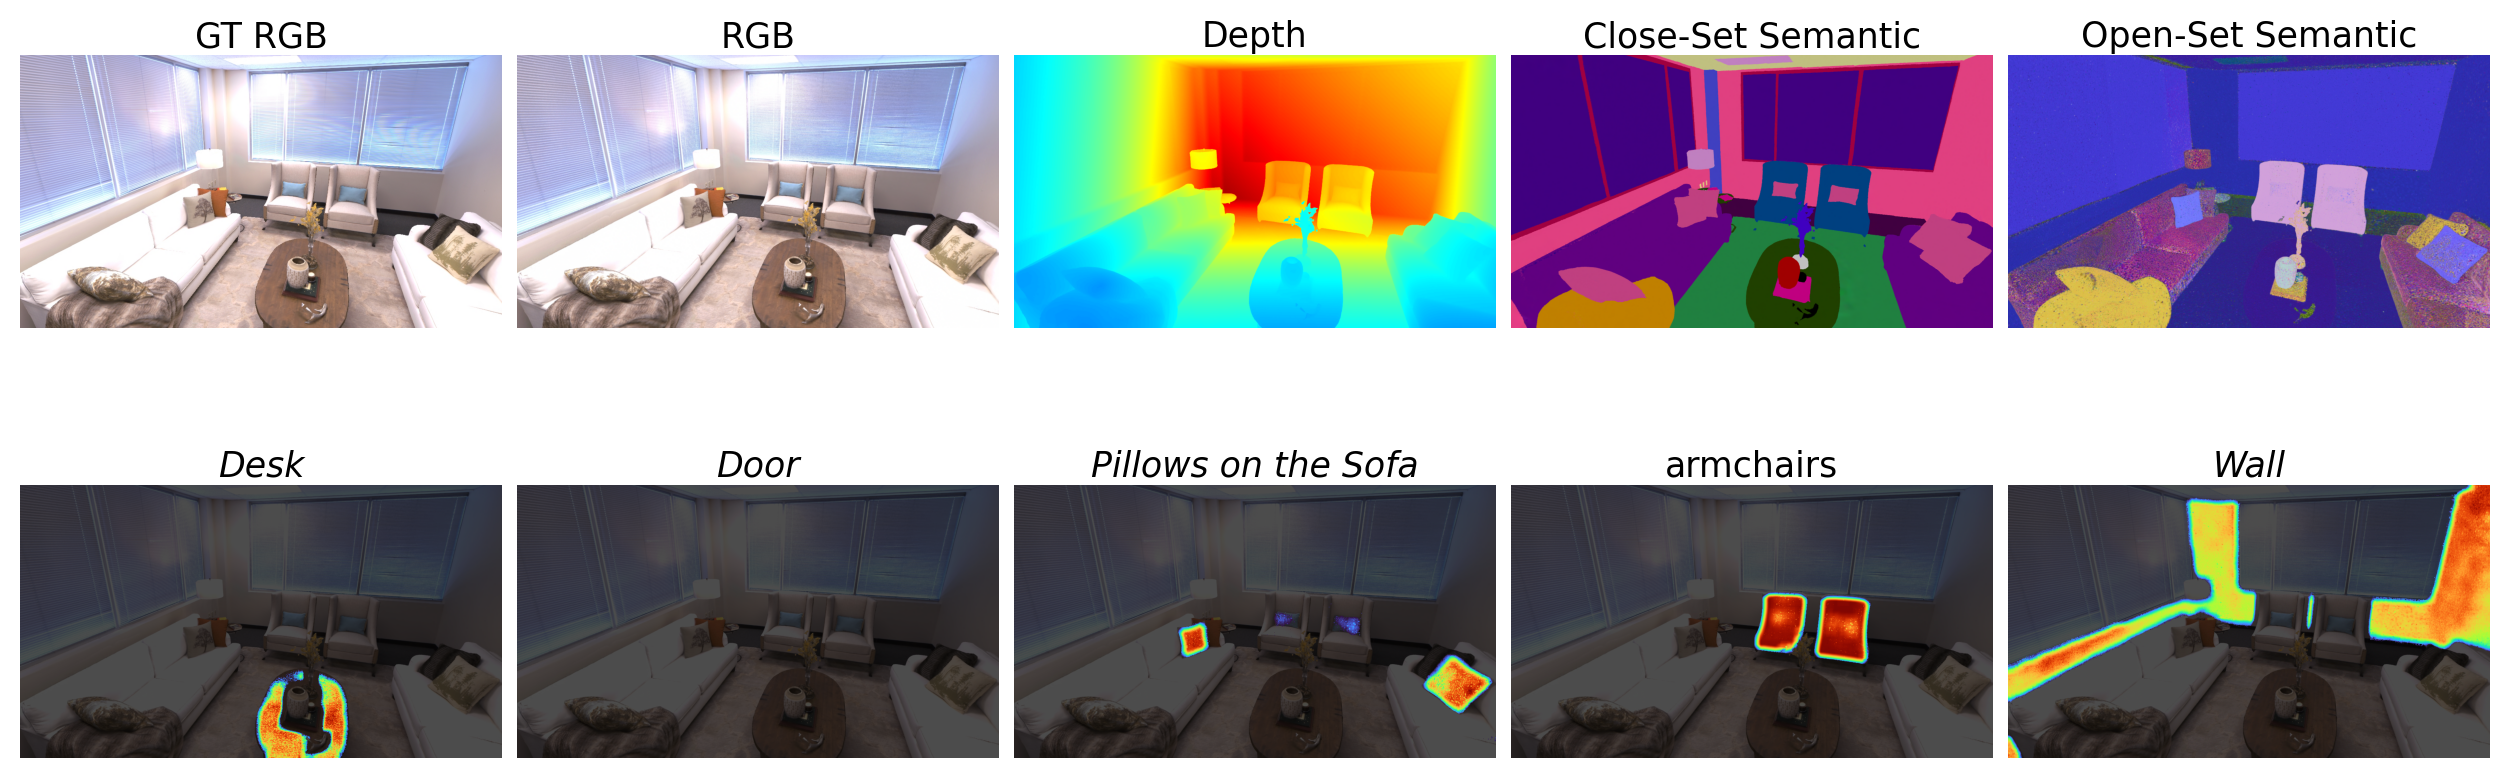 GT RGB
RGB
Depth
Close-Set Semantic
Open-Set Semantic
Desk
Door
Pillows on the Sofa
armchairs
Wall